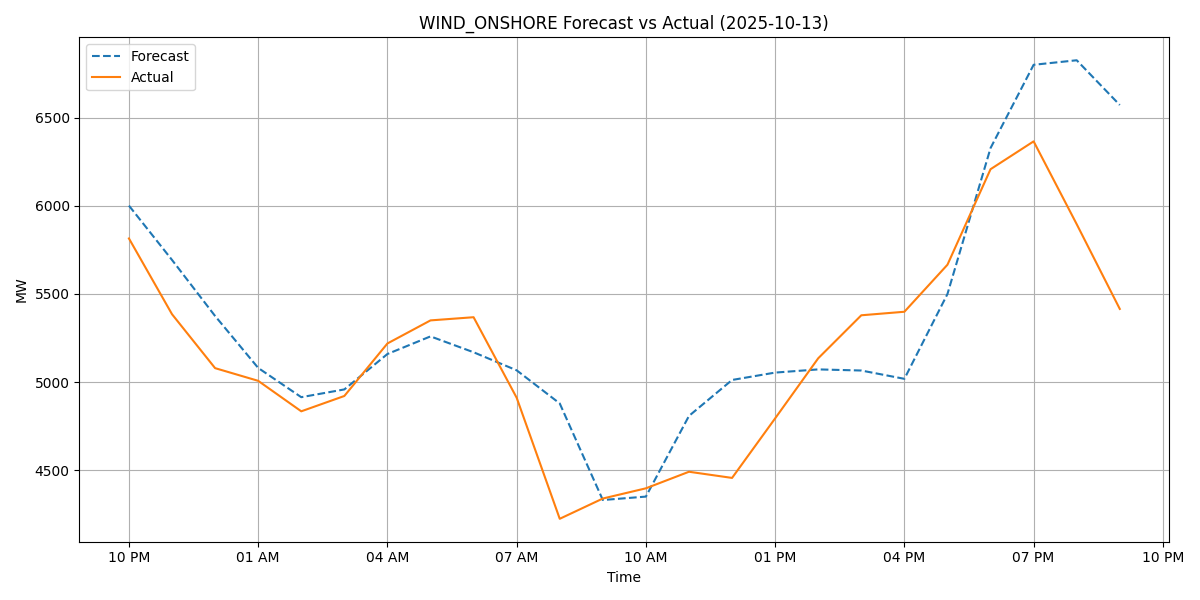 WIND_ONSHORE Forecast vs Actual (2025-10-13)
Forecast
Actual
MW
6500
6000
5500
5000
4500
10 PM 01 AM 04 AM 07 AM 10 AM 01 PM 04 PM 07 PM 10 PM
Time